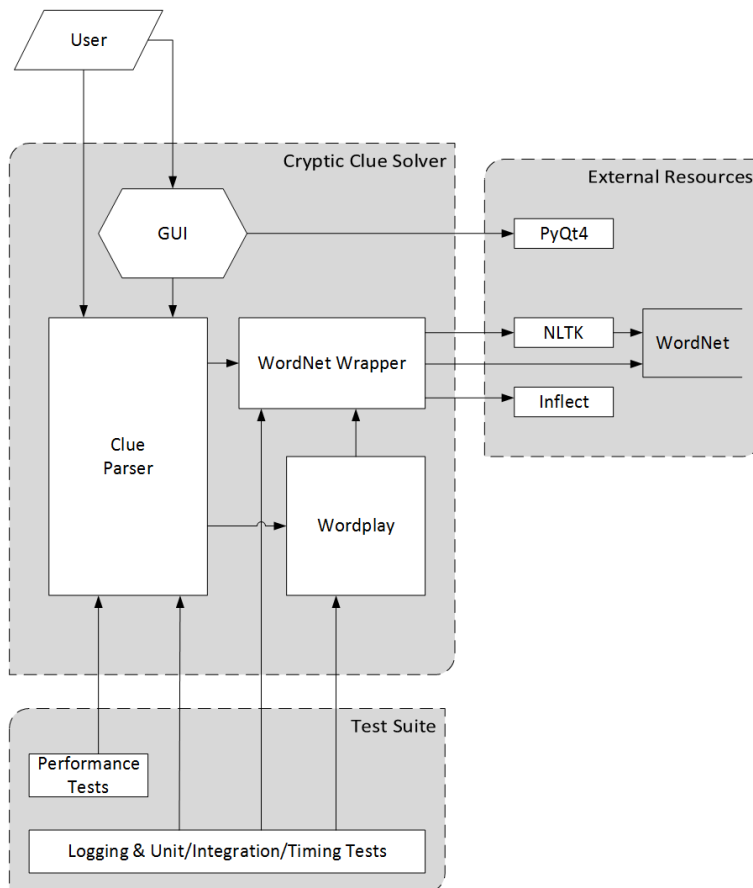 User
Cryptic Clue Solver
External Resources
GUI
PyQt4
NLTK
WordNet
WordNet Wrapper
Inflect
Clue
Parser
Wordplay
Test Suite
Performance
Tests
Logging & Unit/Integration/Timing Tests